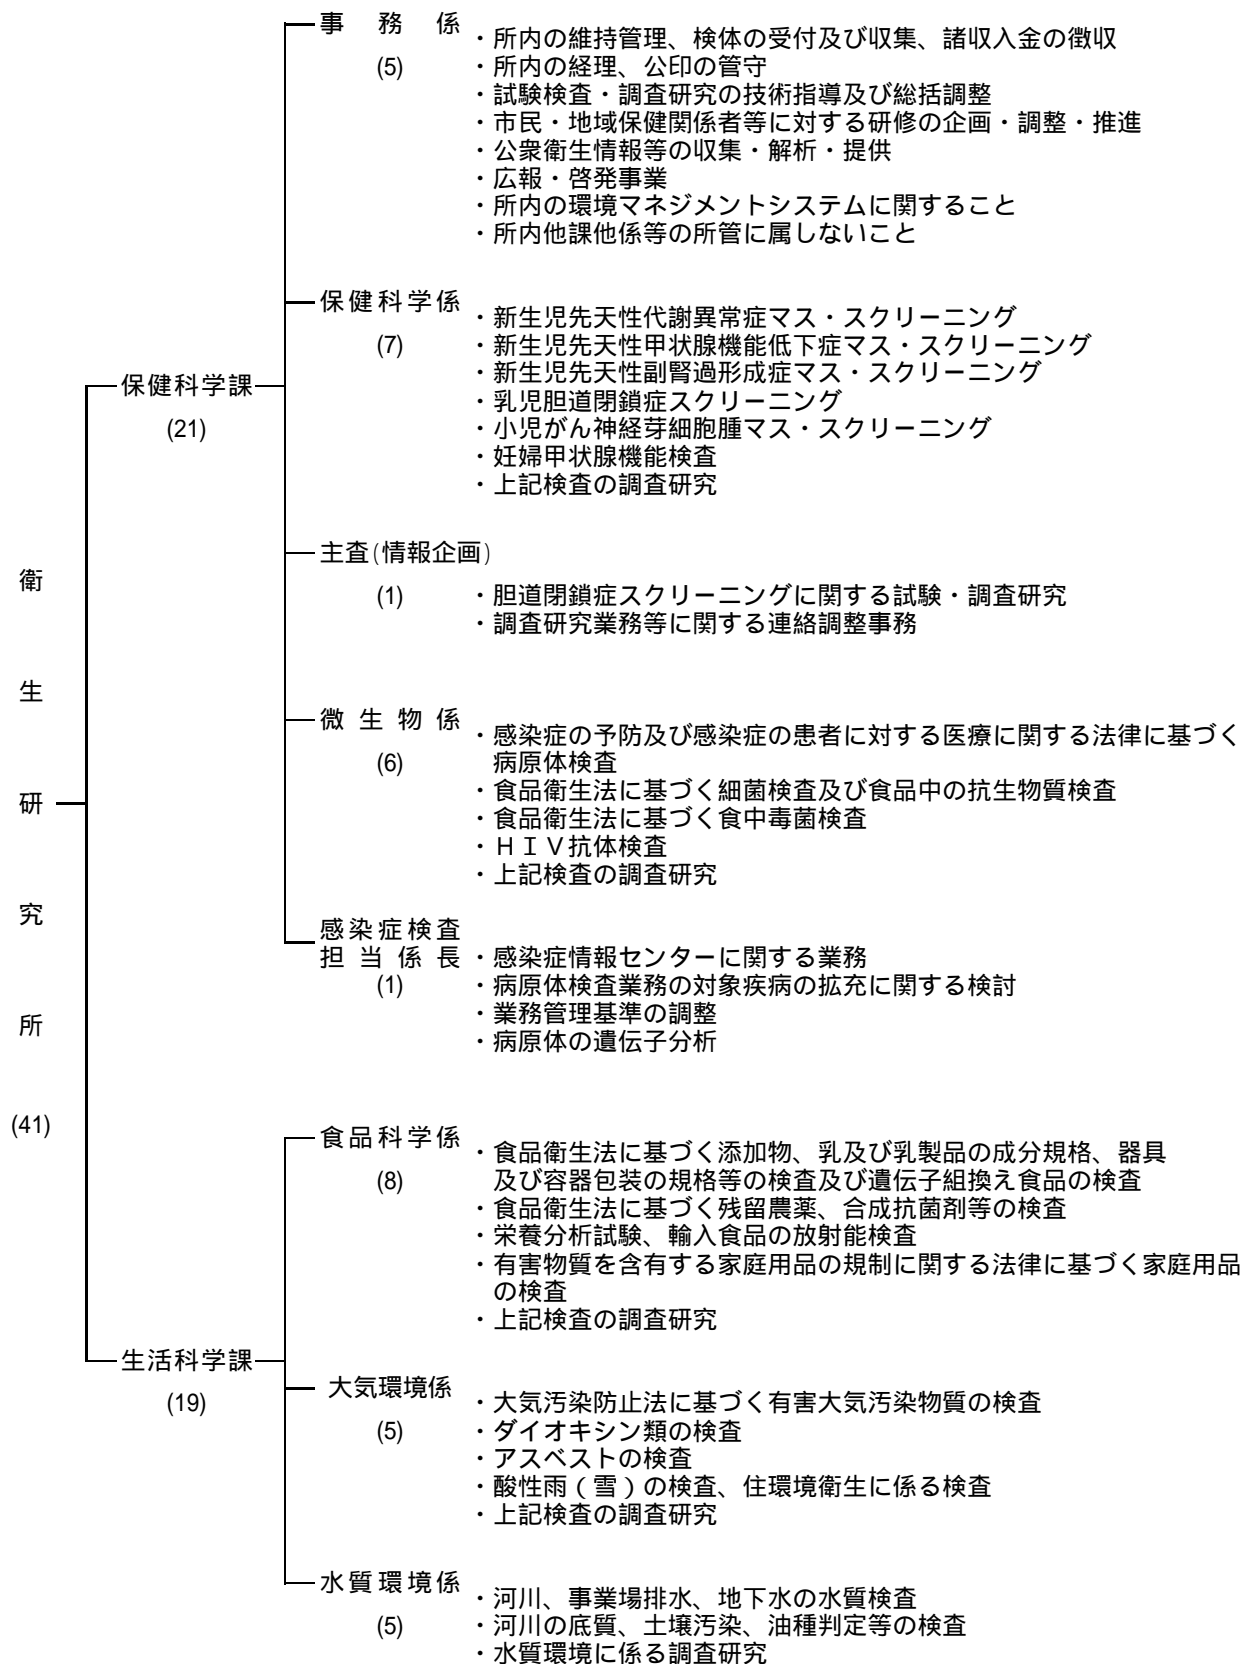 衛生研究所
(41)
保健科学課
(21)
事務係
(5)
・所内の維持管理、検体の受付及び収集、諸収入金の徴収
・所内の経理、公印の管守
・試験検査・調査研究の技術指導及び総括調整
・市民・地域保健関係者等に対する研修の企画・調整・推進
・公衆衛生情報等の収集・解析・提供
・広報・啓発事業
・所内の環境マネジメントシステムに関すること
・所内他課他係等の所管に属しないこと
保健科学係
(7)
・新生児先天性代謝異常症マス・スクリーニング
・新生児先天性甲状腺機能低下症マス・スクリーニング
・新生児先天性副腎過形成症マス・スクリーニング
・乳児胆道閉鎖症スクリーニング
・小児がん神経芽細胞腫マス・スクリーニング
・妊婦甲状腺機能検査
・上記検査の調査研究
主査(情報企画)
(1)
・胆道閉鎖症スクリーニングに関する試験・調査研究
・調査研究業務等に関する連絡調整事務
微生物係
(6)
・感染症の予防及び感染症の患者に対する医療に関する法律に基づく
病原体検査
・食品衛生法に基づく細菌検査及び食品中の抗生物質検査
・食品衛生法に基づく食中毒菌検査
・ＨＩＶ抗体検査
・上記検査の調査研究
感染症検査
担当係長
(1)
・感染症情報センターに関する業務
・病原体検査業務の対象疾病の拡充に関する検討
・業務管理基準の調整
・病原体の遺伝子分析
生活科学課
(19)
食品科学係
(8)
・食品衛生法に基づく添加物、乳及び乳製品の成分規格、器具
及び容器包装の規格等の検査及び遺伝子組換え食品の検査
・食品衛生法に基づく残留農薬、合成抗菌剤等の検査
・栄養分析試験、輸入食品の放射能検査
・有害物質を含有する家庭用品の規制に関する法律に基づく家庭用品
の検査
・上記検査の調査研究
大気環境係
(5)
・大気汚染防止法に基づく有害大気汚染物質の検査
・ダイオキシン類の検査
・アスベストの検査
・酸性雨（雪）の検査、住環境衛生に係る検査
・上記検査の調査研究
水質環境係
(5)
・河川、事業場排水、地下水の水質検査
・河川の底質、土壌汚染、油種判定等の検査
・水質環境に係る調査研究